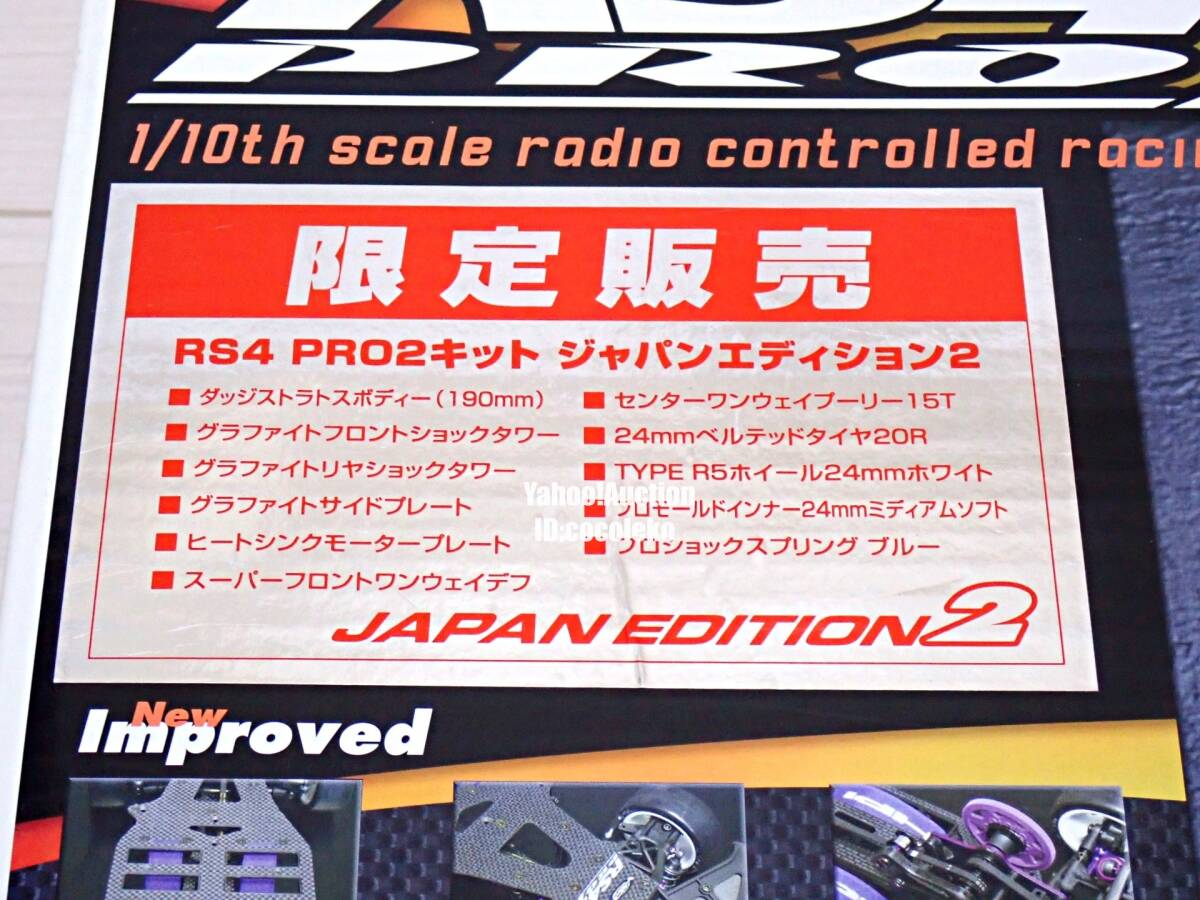 PRO
1/10th scale radio controlled racin
限定販売
RS4 PRO2キット ジャパンエディション2
■ ダッジストラトスボディー(190mm)
■ グラファイトフロントショックタワー
■ グラファイトリヤショックタワー
■ グラファイトサイドプレート
■ ヒートシンクモータープレート
■ スーパーフロントワンウェイデフ
■ センターワンウェイプーリー15T
■ 24mmベルテッドタイヤ20R
■ TYPE R5ホイール24mmホワイト
■ プロモールドインナー24mmミディアムソフト
■ プロショックスプリング ブルー
Yahoo!Auction
ID:cocoleko
JAPAN EDITION2
New
Improved